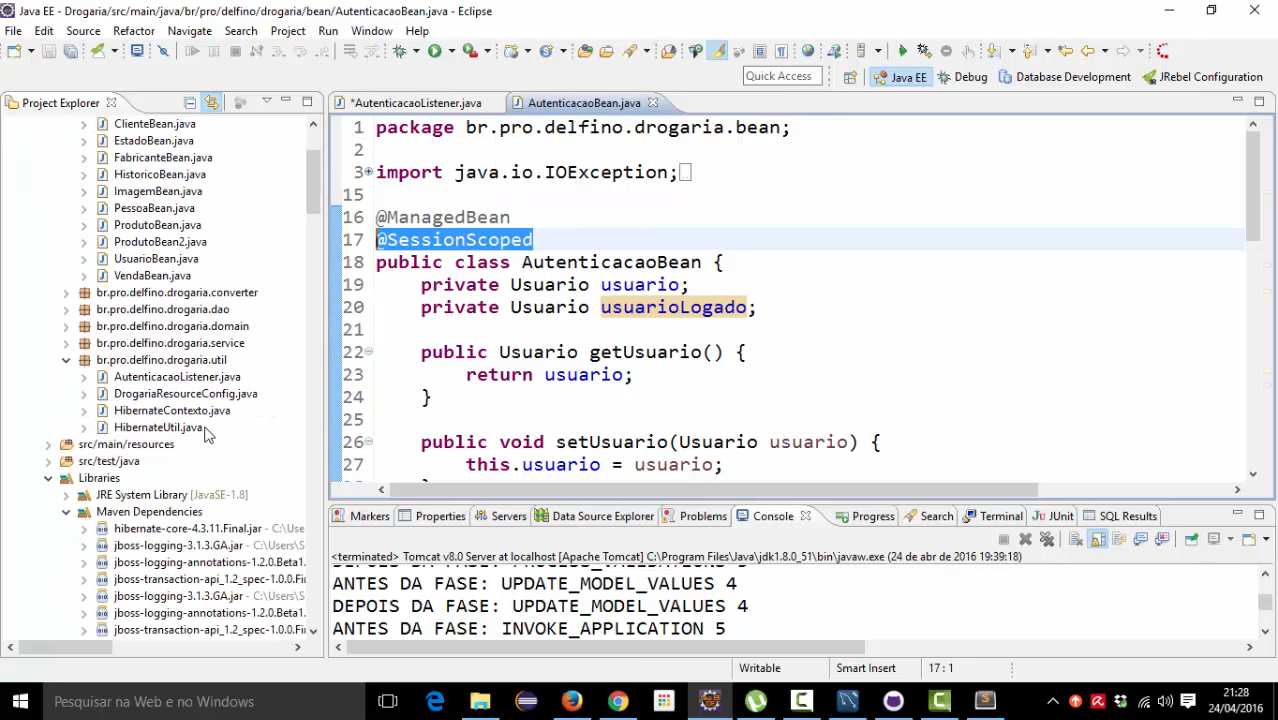 Java EE - Drogaria/src/main/java/br/pro/delfino/drogaria/bean/AutenticacaoBean.java - Eclipse
File Edit Source Refactor Navigate Search Project Run Window Help
Quick Access Java EE Debug Database Development JRebel Configuration
Project Explorer
*AutenticacaoListener.java AutenticacaoBean.java
ClienteBean.java
EstadoBean.java
FabricanteBean.java
HistoricoBean.java
ImagemBean.java
PessoaBean.java
ProdutoBean.java
ProdutoBean2.java
UsuarioBean.java
VendaBean.java
br.pro.delfino.drogaria.converter
br.pro.delfino.drogaria.dao
br.pro.delfino.drogaria.domain
br.pro.delfino.drogaria.service
br.pro.delfino.drogaria.util
AutenticacaoListener.java
DrogariaResourceConfig.java
HibernateContexto.java
HibernateUtil.java
src/main/resources
src/test/java
Libraries
JRE System Library [JavaSE-1.8]
Maven Dependencies
hibernate-core-4.3.11.Final.jar - C:\Use
jboss-logging-3.1.3.GA.jar - C:\Users\S
jboss-logging-annotations-1.2.0.Beta1
jboss-transaction-api_1.2_spec-1.0.0.Fi
jboss-logging-3.1.3.GA.jar - C:\Users\S
jboss-logging-annotations-1.2.0.Beta1
jboss-transaction-api_1.2_spec-1.0.0.Fi
1 package br.pro.delfino.drogaria.bean;
2
3 import java.io.IOException;
15
16 @ManagedBean
17 @SessionScoped
18 public class AutenticacaoBean {
19 private Usuario usuario;
20 private Usuario usuarioLogado;
21
22 public Usuario getUsuario() {
23 return usuario;
24 }
25
26 public void setUsuario(Usuario usuario) {
27 this.usuario = usuario;
Markers Properties Servers Data Source Explorer Problems Console Progress Search Terminal JUnit SQL Results
<terminated> Tomcat v8.0 Server at localhost [Apache Tomcat] C:\Program Files\Java\jdk1.8.0_51\bin\javaw.exe (24 de abr de 2016 19:39:18)
ANTES DA FASE: UPDATE_MODEL_VALUES 4
DEPOIS DA FASE: UPDATE_MODEL_VALUES 4
ANTES DA FASE: INVOKE_APPLICATION 5
Writable Smart Insert 17 : 1
Pesquisar na Web e no Windows
21:28
24/04/2016